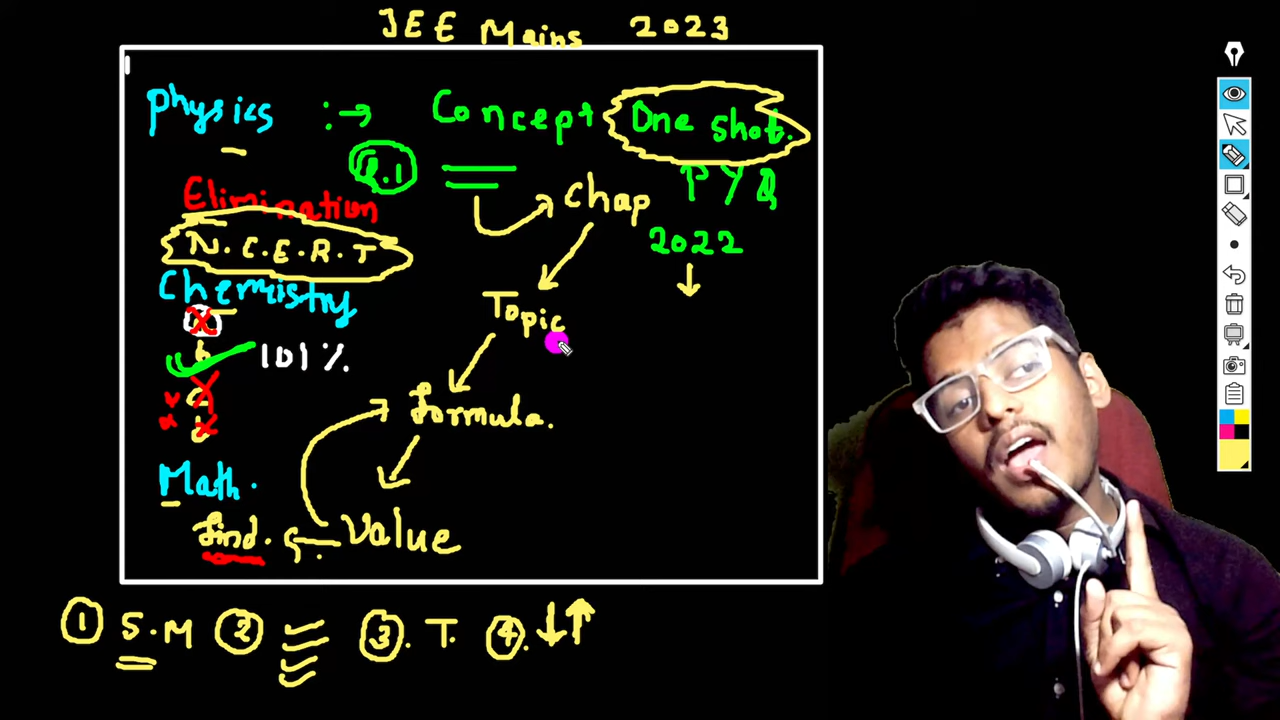 JEE Mains 2023
Physics :→ Concept One shot.
Q.1 Chap PYQ
Elimination
N.C.E.R.T 2022
Chemistry Topic
b 101%
formula.
Math.
find. Value
① S.M ② ③. T. ④.